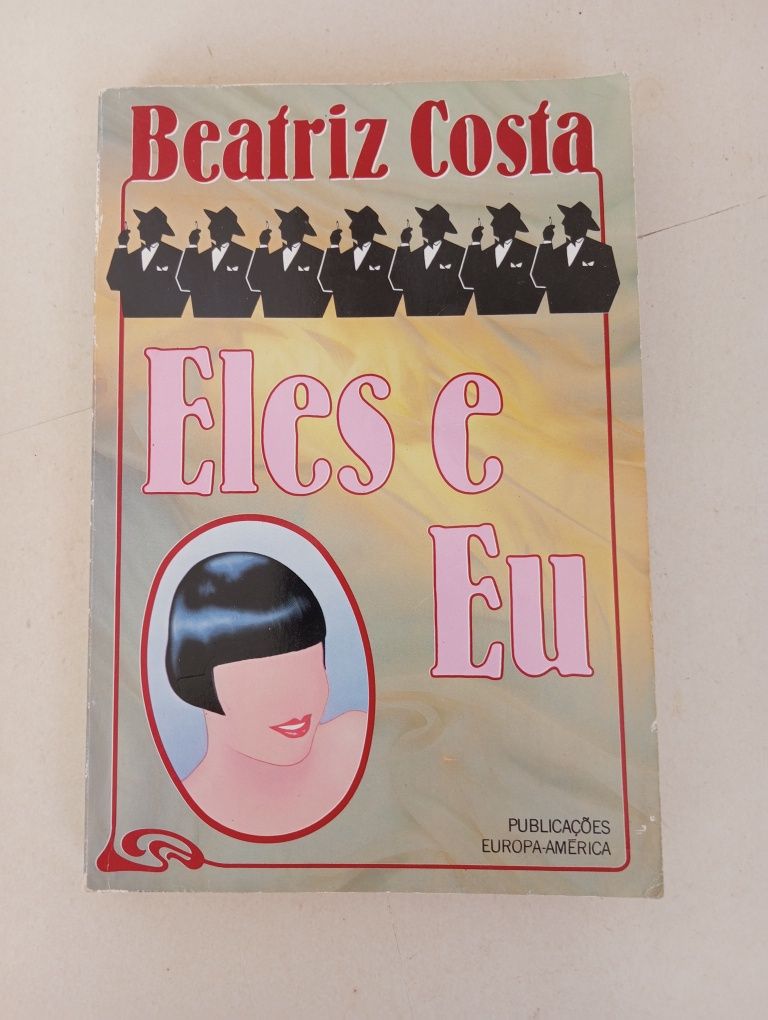 Beatriz Costa
Eles e
Eu
PUBLICAÇÕES
EUROPA-AMÉRICA